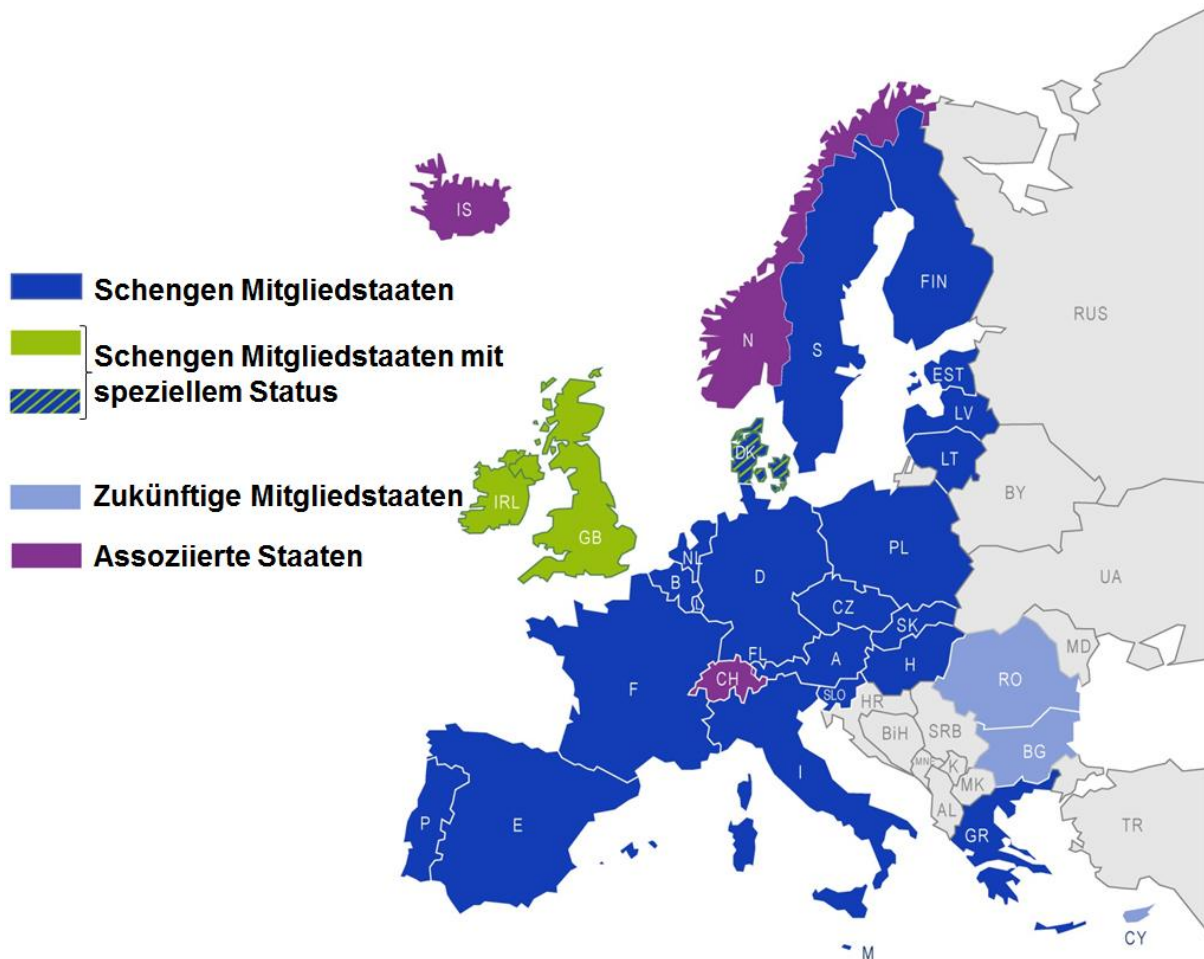 IS
Schengen Mitgliedstaaten
Schengen Mitgliedstaaten mit
speziellem Status
Zukünftige Mitgliedstaaten
Assoziierte Staaten
N
S
FIN
RUS
EST
LV
LT
DK
BY
IRL
GB
NL
B
L
D
PL
UA
CZ
SK
FL
A
H
MD
F
CH
SLO
RO
HR
BiH
SRB
BG
MNE
K
MK
AL
I
P
E
GR
TR
CY
M